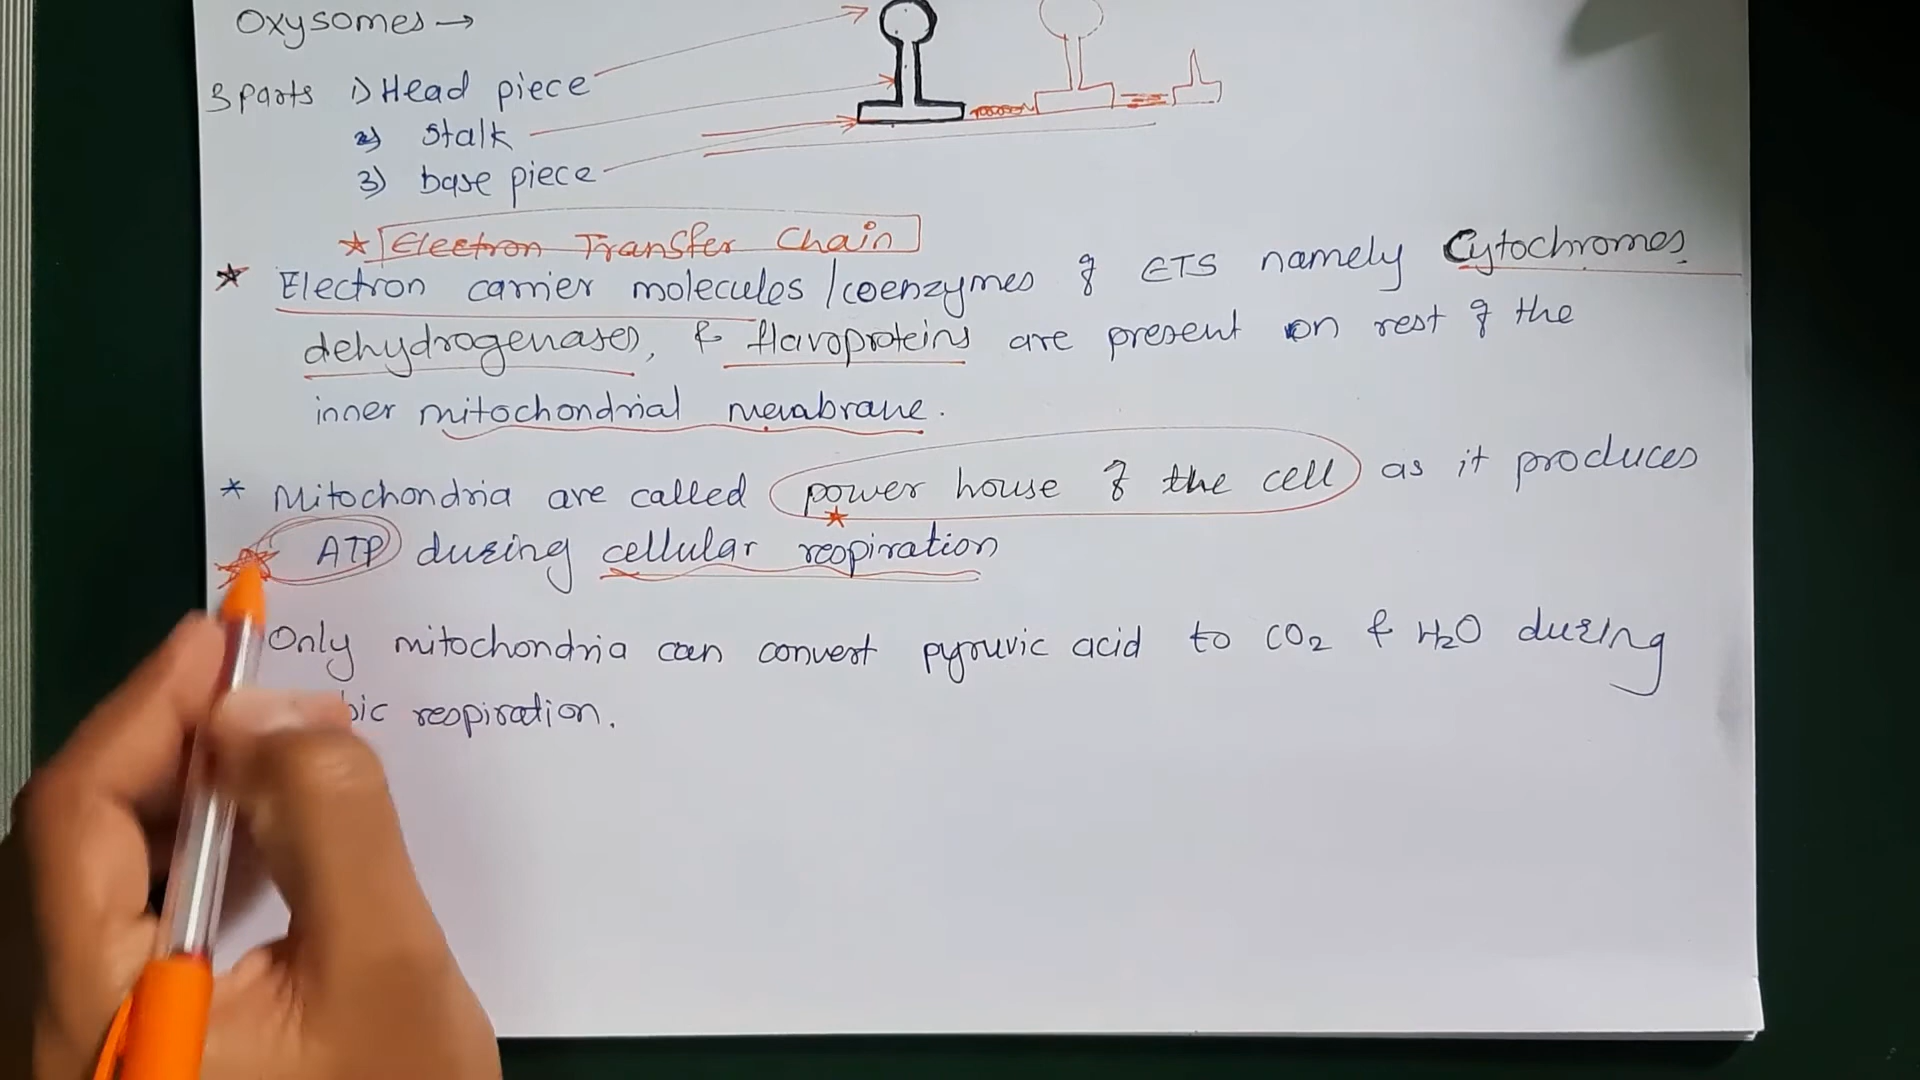 Oxysomes →
3 parts 1) Head piece
2) stalk
3) base piece
★ Electron Transfer Chain
★ Electron carrier molecules / coenzymes of ETS namely Cytochromes
dehydrogenases, & flavoproteins are present on rest of the
inner mitochondrial membrane.
* Mitochondria are called power house of the cell as it produces
ATP during cellular respiration
Only mitochondria can convert pyruvic acid to CO₂ & H₂O during
bic respiration.